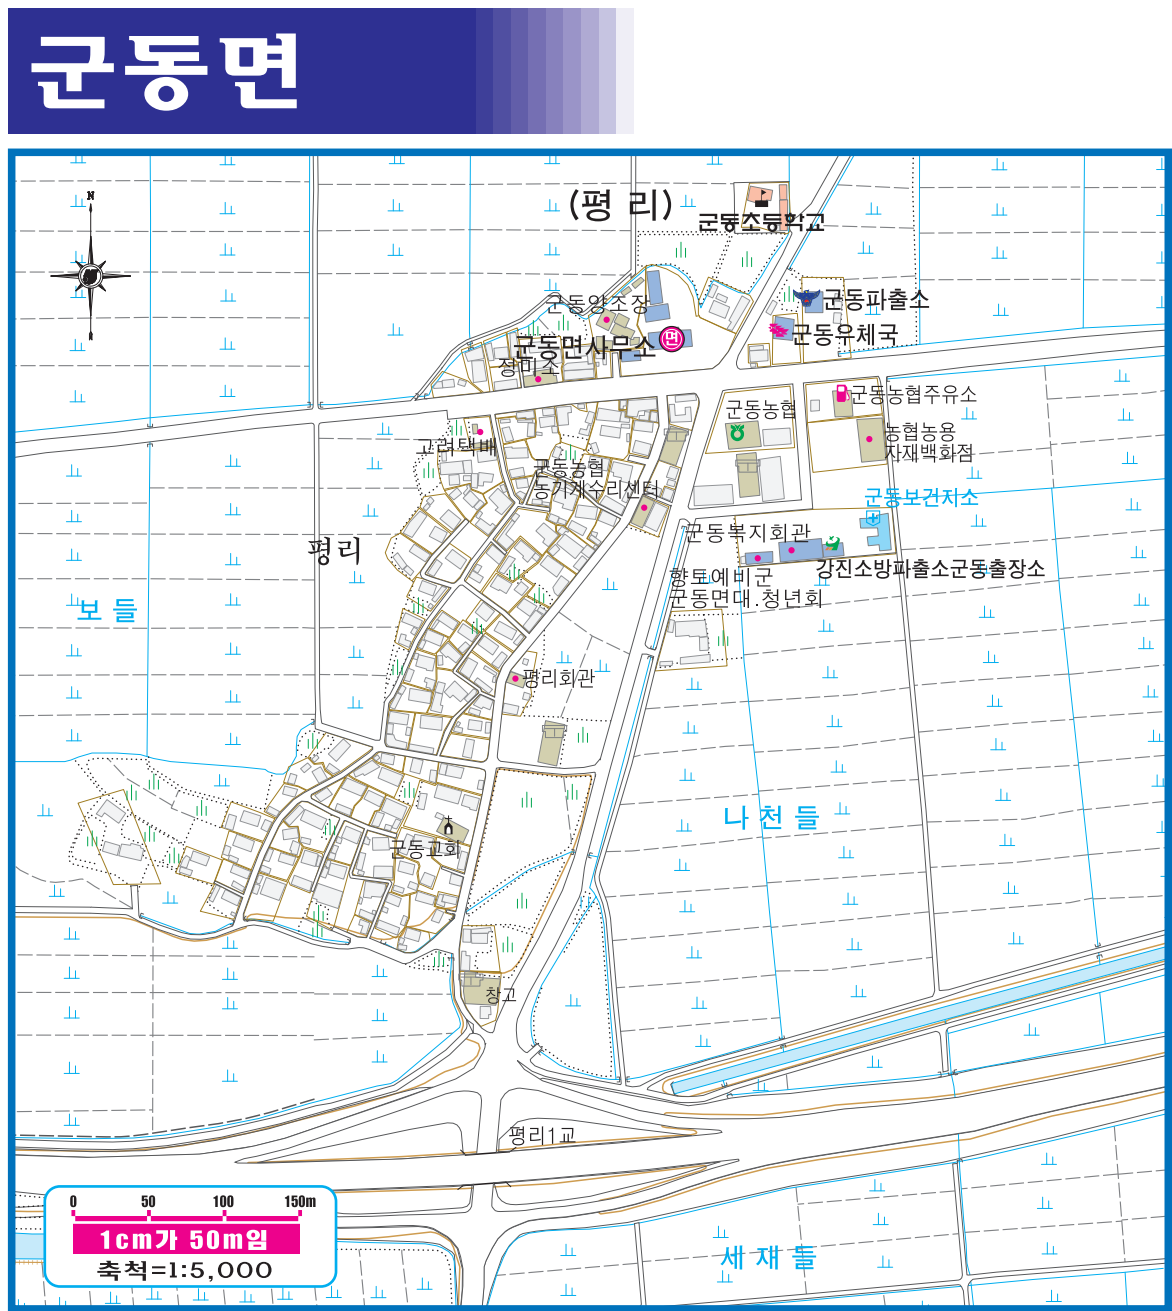 군동면
N
(평 리)
군동초등학교
군동파출소
군동양조장
군동우체국
면
군동면사무소
정미소
군동농협주유소
군동농협
농협농용
자재백화점
고려택배
군동농협
농기계수리센터
군동보건지소
군동복지회관
평리
강진소방파출소군동출장소
향토예비군
군동면대.청년회
보 들
평리회관
나 천 들
군동교회
창고
평리1교
0 50 100 150m
1cm가 50m임
축척=1:5,000
세 재 들